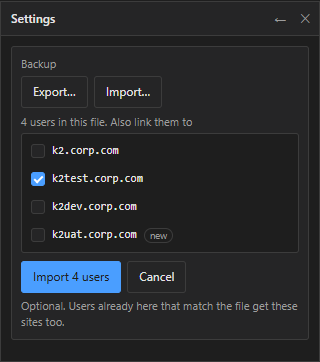 Settings
Backup
Export...
Import...
4 users in this file. Also link them to
k2.corp.com
k2test.corp.com
k2dev.corp.com
k2uat.corp.com new
Import 4 users
Cancel
Optional. Users already here that match the file get these
sites too.